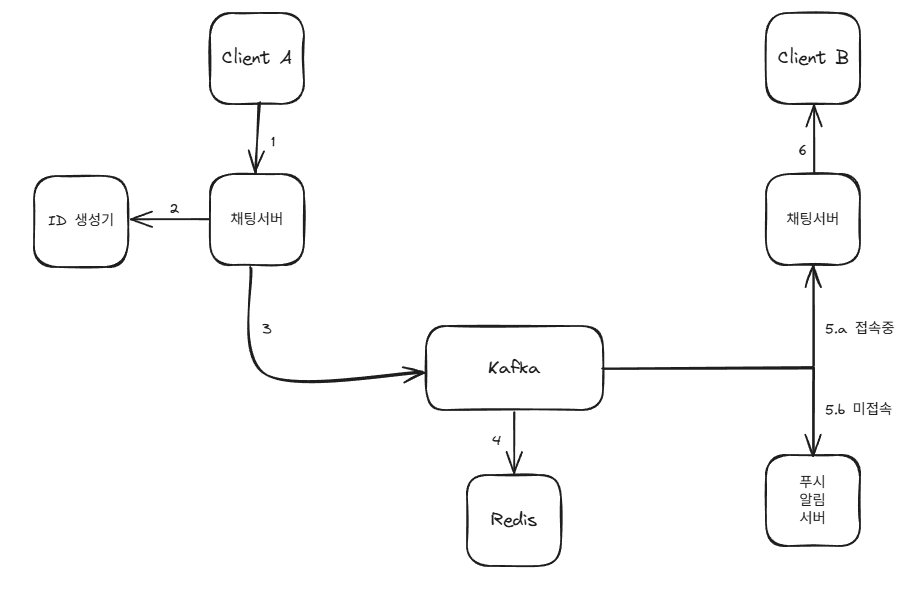 Client A
Client B
1
6
ID 생성기
2
채팅서버
채팅서버
3
5.a 접속중
Kafka
5.b 미접속
4
Redis
푸시
알림
서버